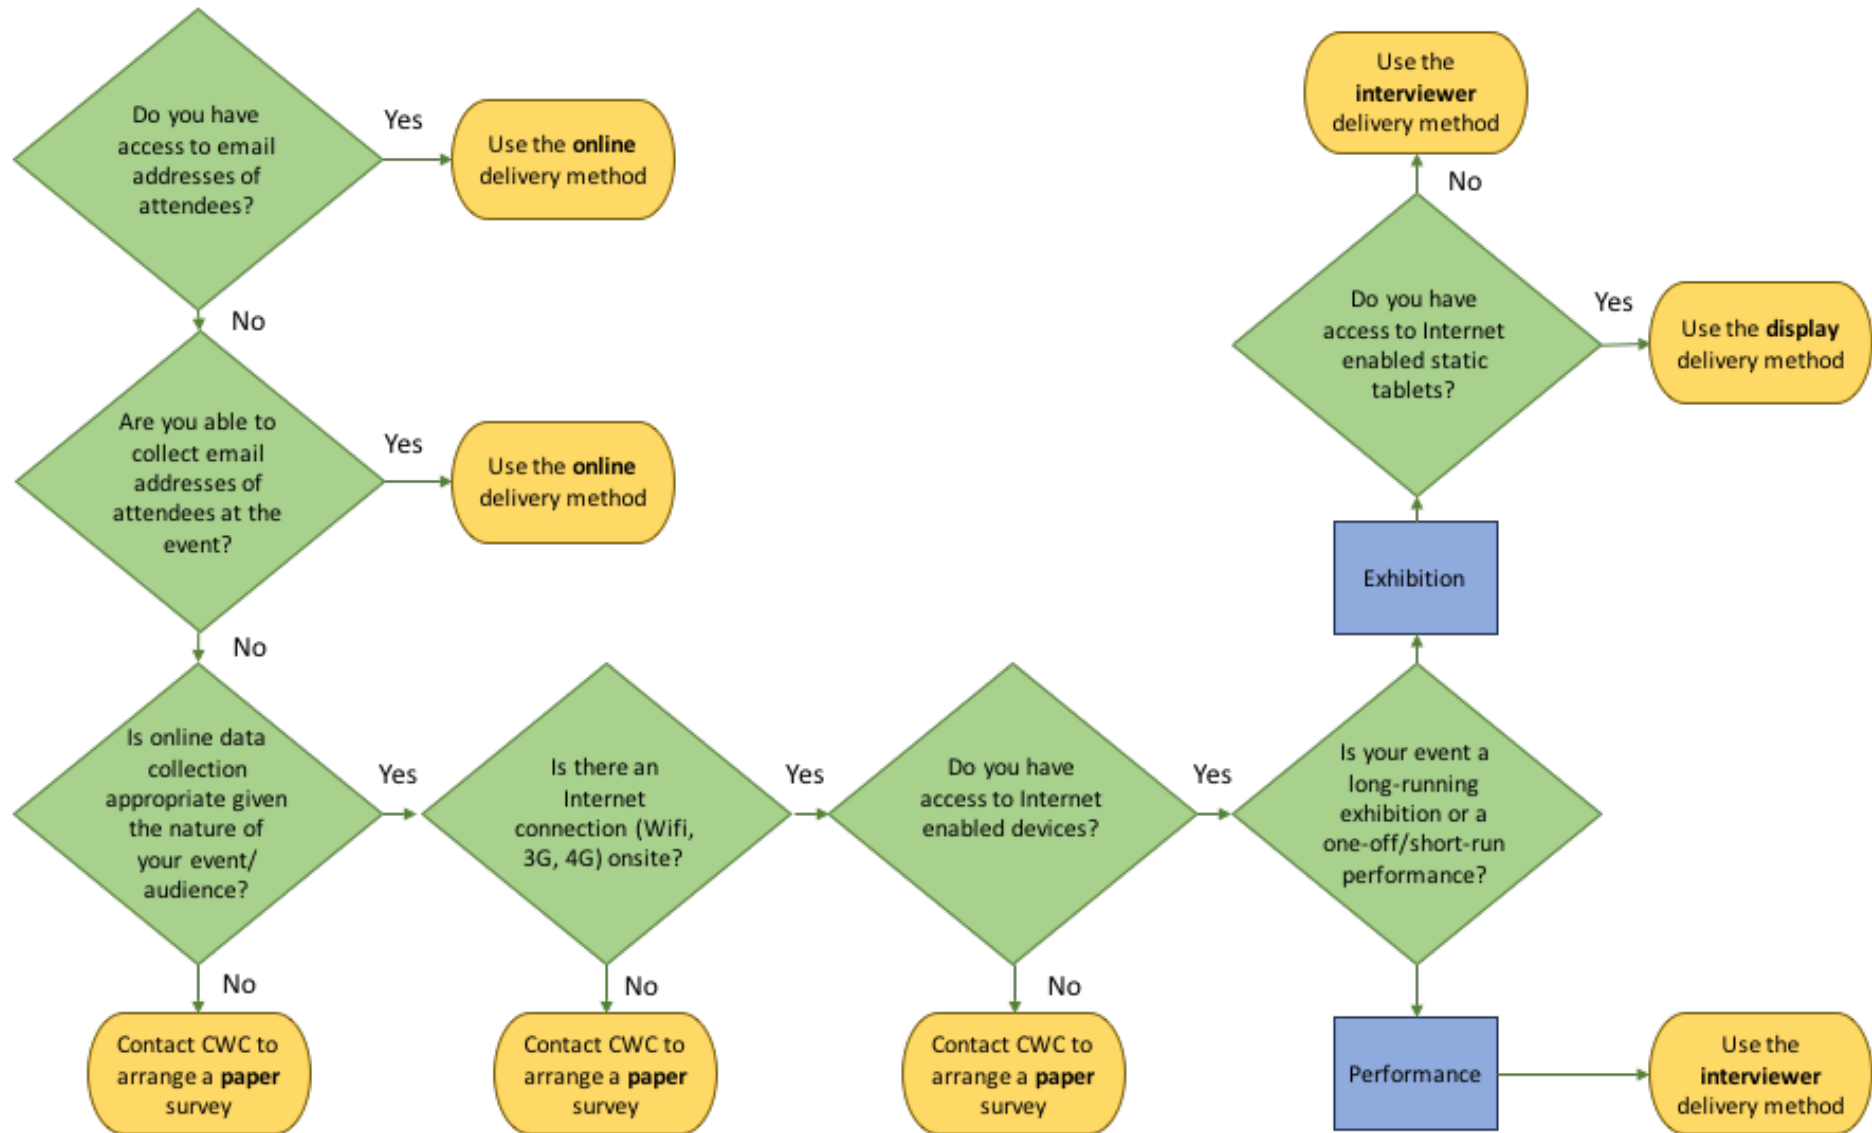 Do you have
access to email
addresses of
attendees?
Yes
Use the online
delivery method
No
Are you able to
collect email
addresses of
attendees at the
event?
Yes
Use the online
delivery method
No
Is online data
collection
appropriate given
the nature of
your event/
audience?
No
Contact CWC to
arrange a paper
survey
Yes
Is there an
Internet
connection (Wifi,
3G, 4G) onsite?
No
Contact CWC to
arrange a paper
survey
Yes
Do you have
access to Internet
enabled devices?
No
Contact CWC to
arrange a paper
survey
Yes
Is your event a
long-running
exhibition or a
one-off/short-run
performance?
Exhibition
Do you have
access to Internet
enabled static
tablets?
No
Use the
interviewer
delivery method
Yes
Use the display
delivery method
Performance
Use the
interviewer
delivery method